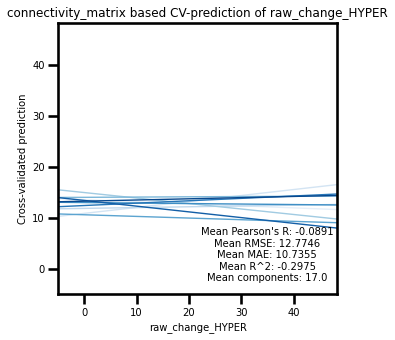 connectivity_matrix based CV-prediction of raw_change_HYPER
Cross-validated prediction
40
30
20
10
0
Mean Pearson's R: -0.0891
Mean RMSE: 12.7746
Mean MAE: 10.7355
Mean R^2: -0.2975
Mean components: 17.0
0 20 40
raw_change_HYPER